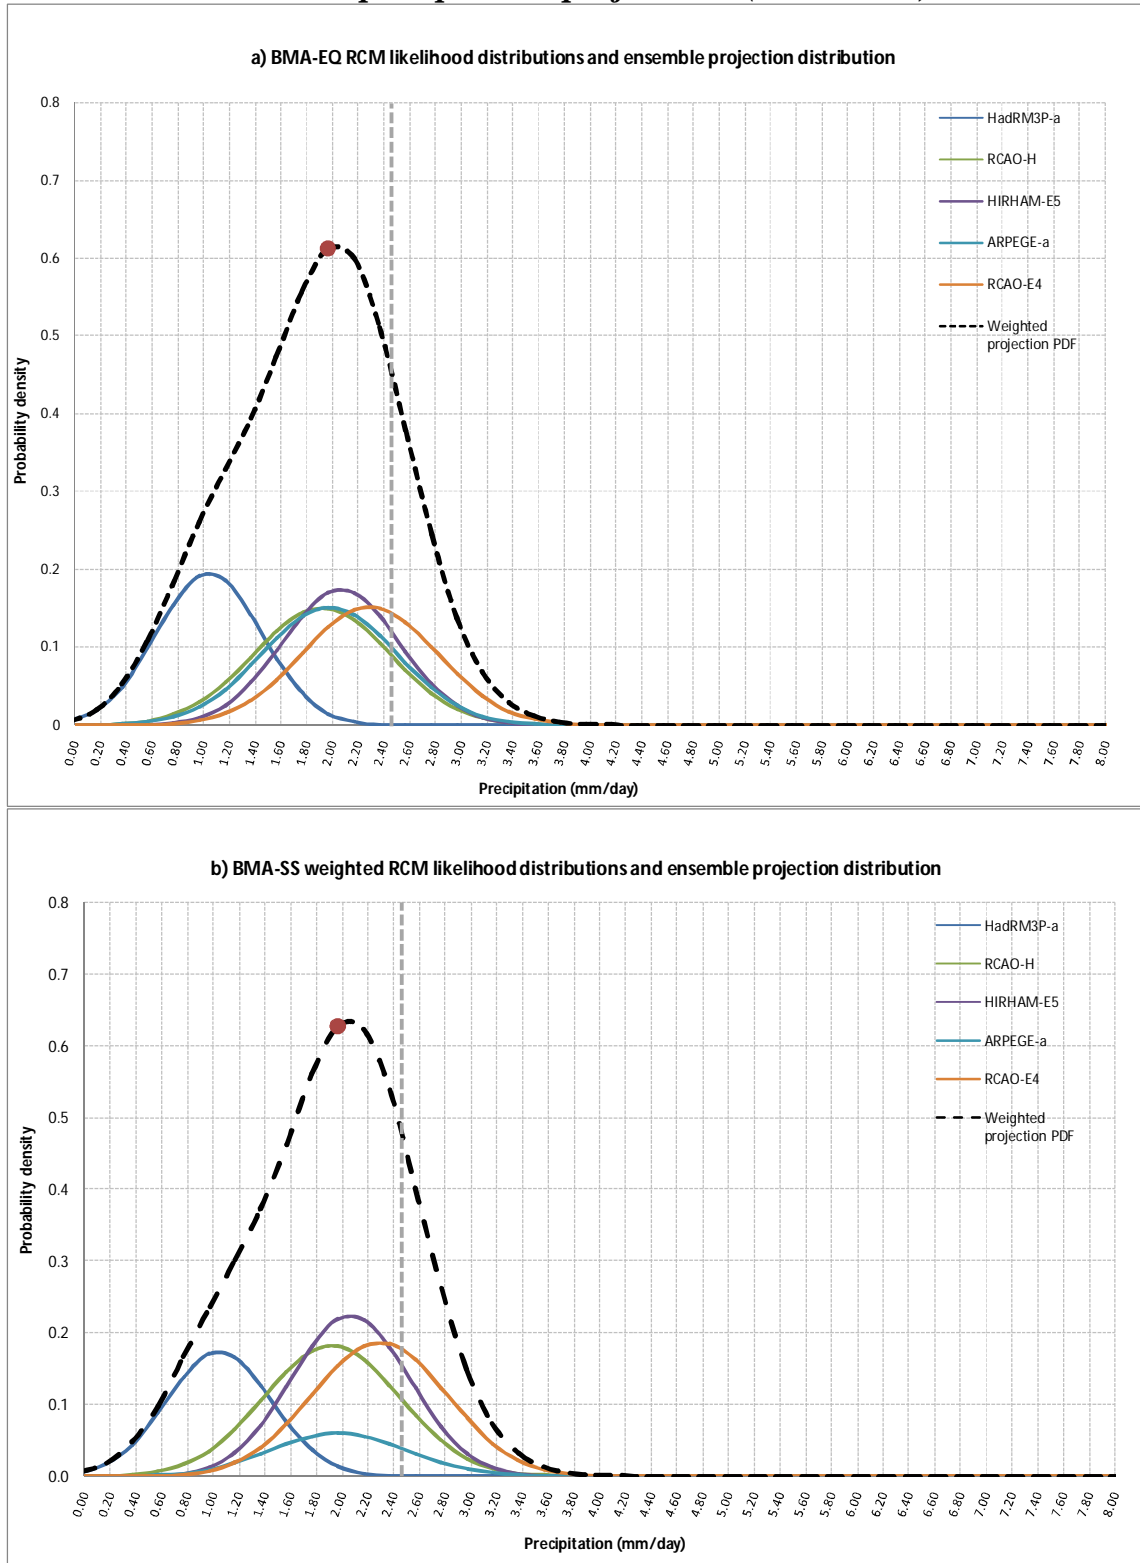 a) BMA-EQ RCM likelihood distributions and ensemble projection distribution
0.8
0.7
0.6
0.5
0.4
0.3
0.2
0.1
0
Probability density
HadRM3P-a
RCAO-H
HIRHAM-E5
ARPEGE-a
RCAO-E4
Weighted
projection PDF
0.00 0.20 0.40 0.60 0.80 1.00 1.20 1.40 1.60 1.80 2.00 2.20 2.40 2.60 2.80 3.00 3.20 3.40 3.60 3.80 4.00 4.20 4.40 4.60 4.80 5.00 5.20 5.40 5.60 5.80 6.00 6.20 6.40 6.60 6.80 7.00 7.20 7.40 7.60 7.80 8.00
Precipitation (mm/day)
b) BMA-SS weighted RCM likelihood distributions and ensemble projection distribution
0.8
0.7
0.6
0.5
0.4
0.3
0.2
0.1
0.0
Probability density
HadRM3P-a
RCAO-H
HIRHAM-E5
ARPEGE-a
RCAO-E4
Weighted
projection PDF
0.00 0.20 0.40 0.60 0.80 1.00 1.20 1.40 1.60 1.80 2.00 2.20 2.40 2.60 2.80 3.00 3.20 3.40 3.60 3.80 4.00 4.20 4.40 4.60 4.80 5.00 5.20 5.40 5.60 5.80 6.00 6.20 6.40 6.60 6.80 7.00 7.20 7.40 7.60 7.80 8.00
Precipitation (mm/day)